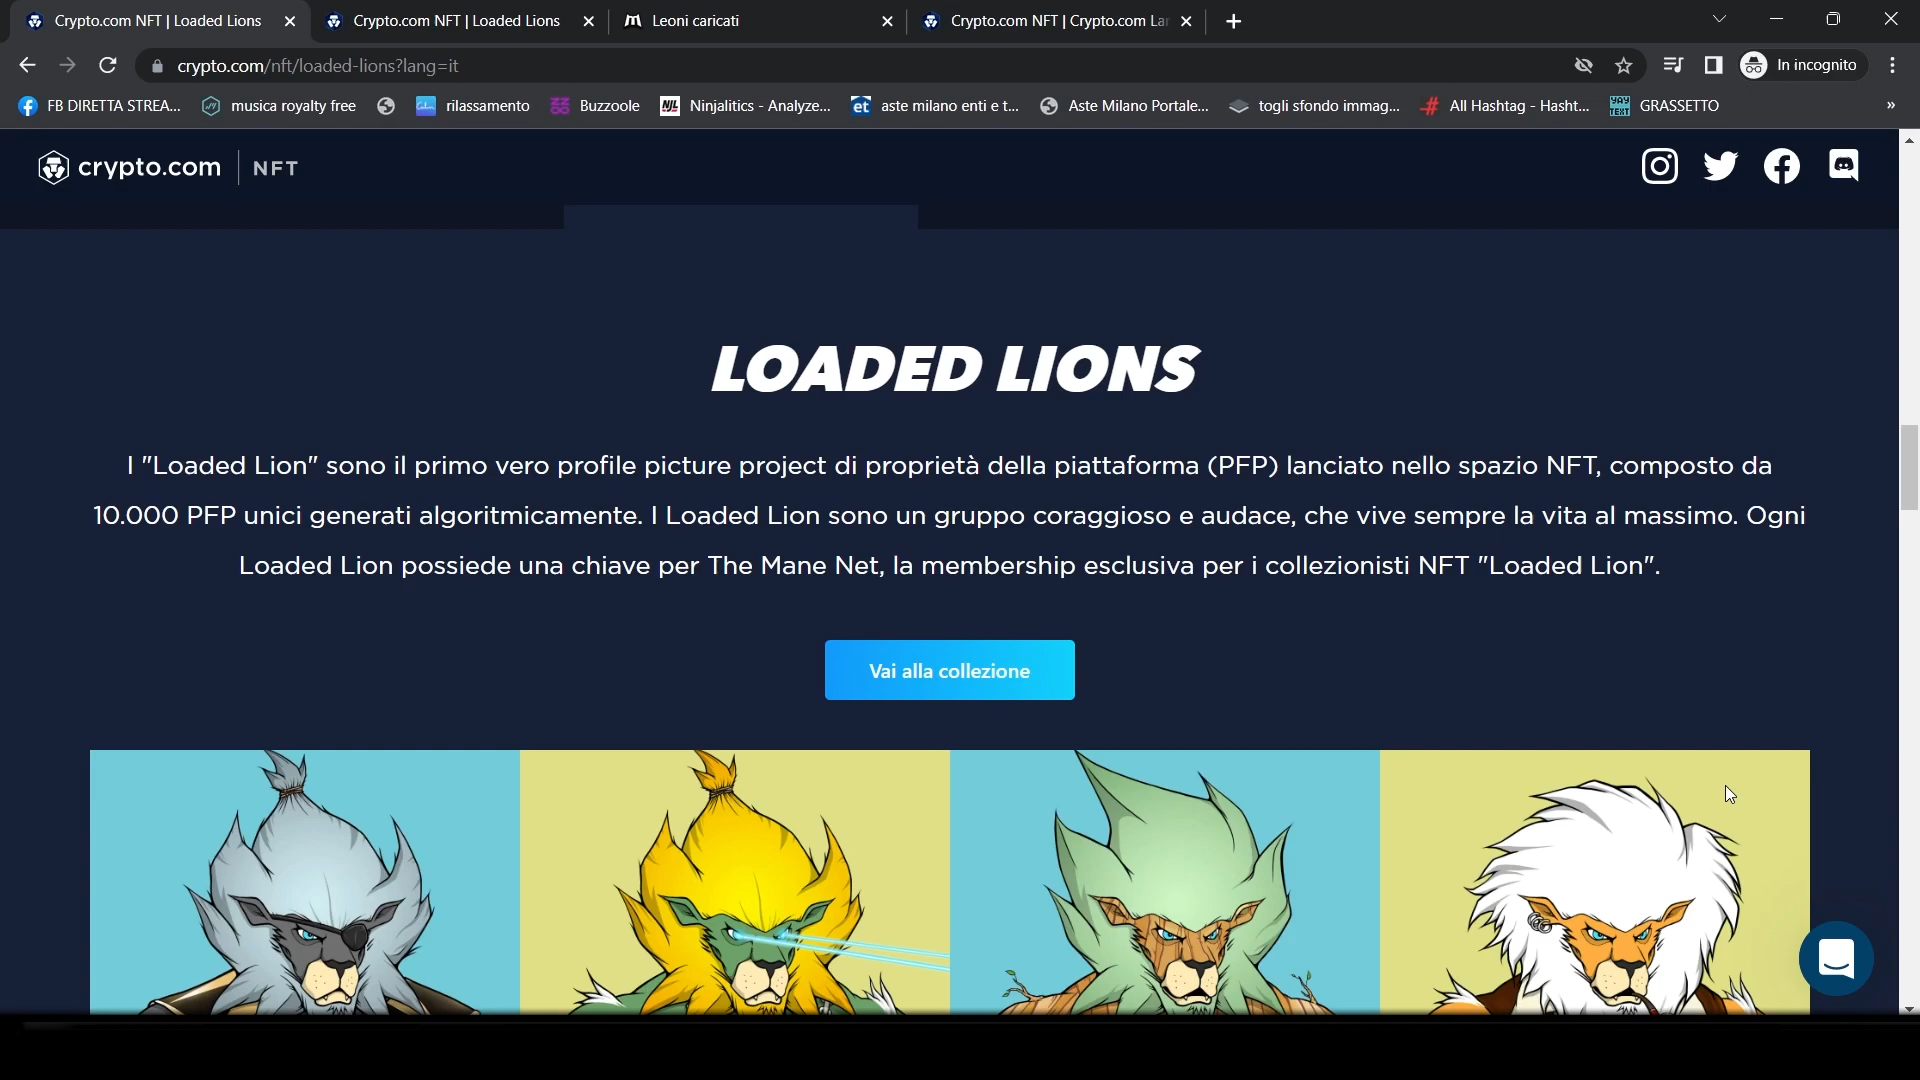 Crypto.com NFT | Loaded Lions
Crypto.com NFT | Loaded Lions
Leoni caricati
Crypto.com NFT | Crypto.com Lar
crypto.com/nft/loaded-lions?lang=it
In incognito
FB DIRETTA STREA...
musica royalty free
rilassamento
Buzzoole
NJL
Ninjalitics - Analyze...
et
aste milano enti e t...
Aste Milano Portale...
togli sfondo immag...
All Hashtag - Hasht...
YAY TEXT
GRASSETTO
»
crypto.com | NFT
LOADED LIONS
I "Loaded Lion" sono il primo vero profile picture project di proprietà della piattaforma (PFP) lanciato nello spazio NFT, composto da
10.000 PFP unici generati algoritmicamente. I Loaded Lion sono un gruppo coraggioso e audace, che vive sempre la vita al massimo. Ogni
Loaded Lion possiede una chiave per The Mane Net, la membership esclusiva per i collezionisti NFT "Loaded Lion".
Vai alla collezione